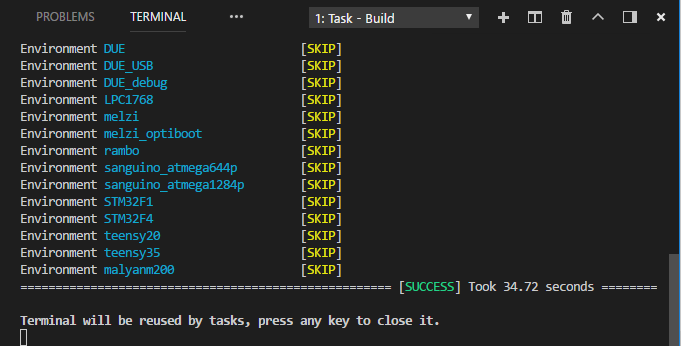 PROBLEMS TERMINAL ••• 1: Task - Build
Environment DUE [SKIP]
Environment DUE_USB [SKIP]
Environment DUE_debug [SKIP]
Environment LPC1768 [SKIP]
Environment melzi [SKIP]
Environment melzi_optiboot [SKIP]
Environment rambo [SKIP]
Environment sanguino_atmega644p [SKIP]
Environment sanguino_atmega1284p [SKIP]
Environment STM32F1 [SKIP]
Environment STM32F4 [SKIP]
Environment teensy20 [SKIP]
Environment teensy35 [SKIP]
Environment malyanm200 [SKIP]
===================================================== [SUCCESS] Took 34.72 seconds ========
Terminal will be reused by tasks, press any key to close it.